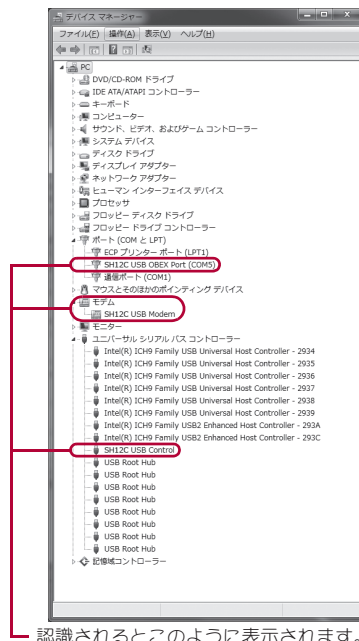 デバイス マネージャー
ファイル(F) 操作(A) 表示(V) ヘルプ(H)
PC
DVD/CD-ROM ドライブ
IDE ATA/ATAPI コントローラー
キーボード
コンピューター
サウンド、ビデオ、およびゲーム コントローラー
システム デバイス
ディスク ドライブ
ディスプレイ アダプター
ネットワーク アダプター
ヒューマン インターフェイス デバイス
プロセッサ
フロッピー ディスク ドライブ
フロッピー ドライブ コントローラー
ポート (COM と LPT)
ECP プリンター ポート (LPT1)
SH12C USB OBEX Port (COM5)
通信ポート (COM1)
マウスとそのほかのポインティング デバイス
モデム
SH12C USB Modem
モニター
ユニバーサル シリアル バス コントローラー
Intel(R) ICH9 Family USB Universal Host Controller - 2934
Intel(R) ICH9 Family USB Universal Host Controller - 2935
Intel(R) ICH9 Family USB Universal Host Controller - 2936
Intel(R) ICH9 Family USB Universal Host Controller - 2937
Intel(R) ICH9 Family USB Universal Host Controller - 2938
Intel(R) ICH9 Family USB Universal Host Controller - 2939
Intel(R) ICH9 Family USB2 Enhanced Host Controller - 293A
Intel(R) ICH9 Family USB2 Enhanced Host Controller - 293C
SH12C USB Control
USB Root Hub
USB Root Hub
USB Root Hub
USB Root Hub
USB Root Hub
USB Root Hub
USB Root Hub
USB Root Hub
記憶域コントローラー
認識されるとこのように表示されます。